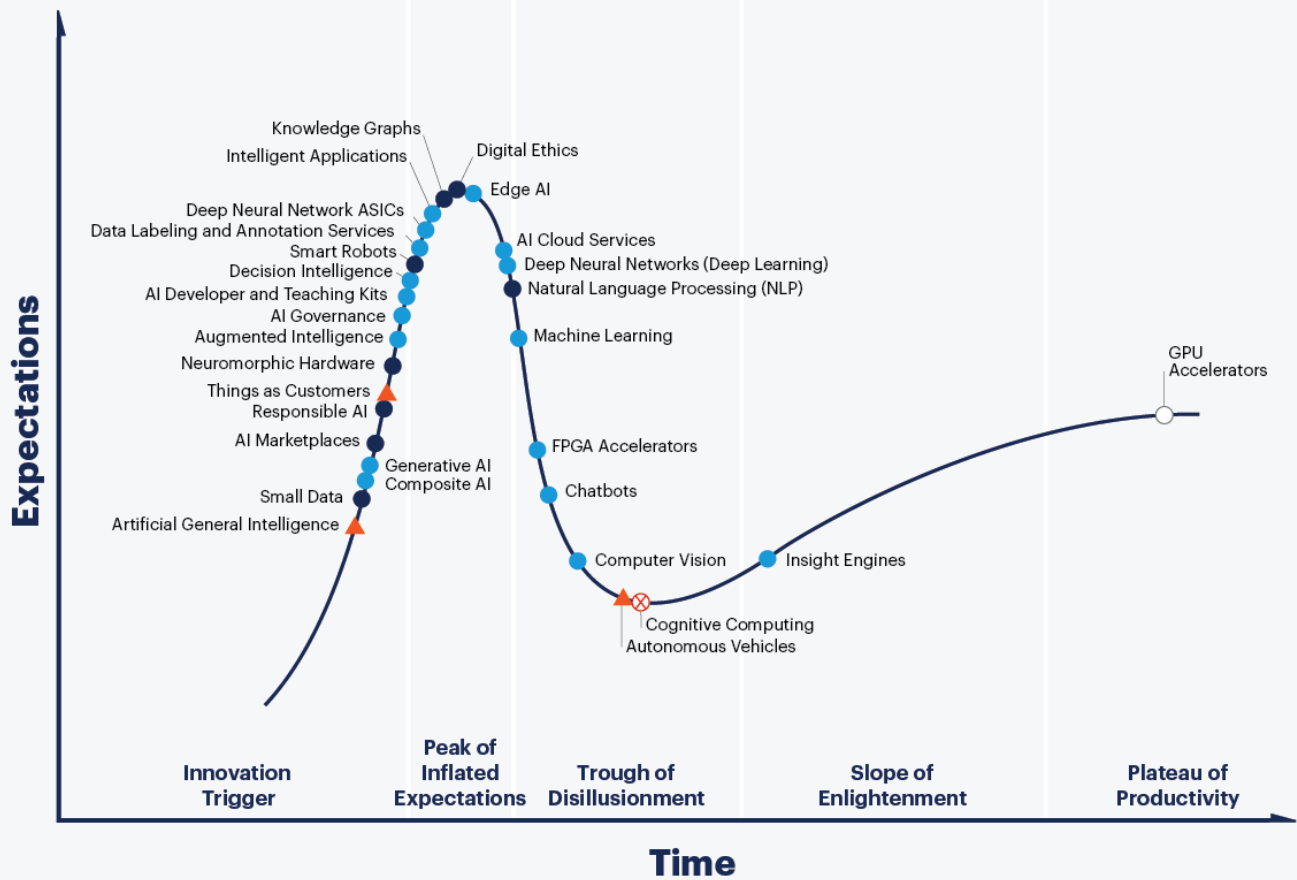 Knowledge Graphs
Digital Ethics
Intelligent Applications
Edge AI
Deep Neural Network ASICs
Data Labeling and Annotation Services
AI Cloud Services
Smart Robots
Deep Neural Networks (Deep Learning)
Decision Intelligence
Natural Language Processing (NLP)
AI Developer and Teaching Kits
AI Governance
Augmented Intelligence
Machine Learning
Neuromorphic Hardware
GPU
Accelerators
Things as Customers
Responsible AI
AI Marketplaces
FPGA Accelerators
Generative AI
Composite AI
Chatbots
Small Data
Artificial General Intelligence
Computer Vision
Insight Engines
Cognitive Computing
Autonomous Vehicles
Expectations
Innovation
Trigger
Peak of
Inflated
Expectations
Trough of
Disillusionment
Slope of
Enlightenment
Plateau of
Productivity
Time